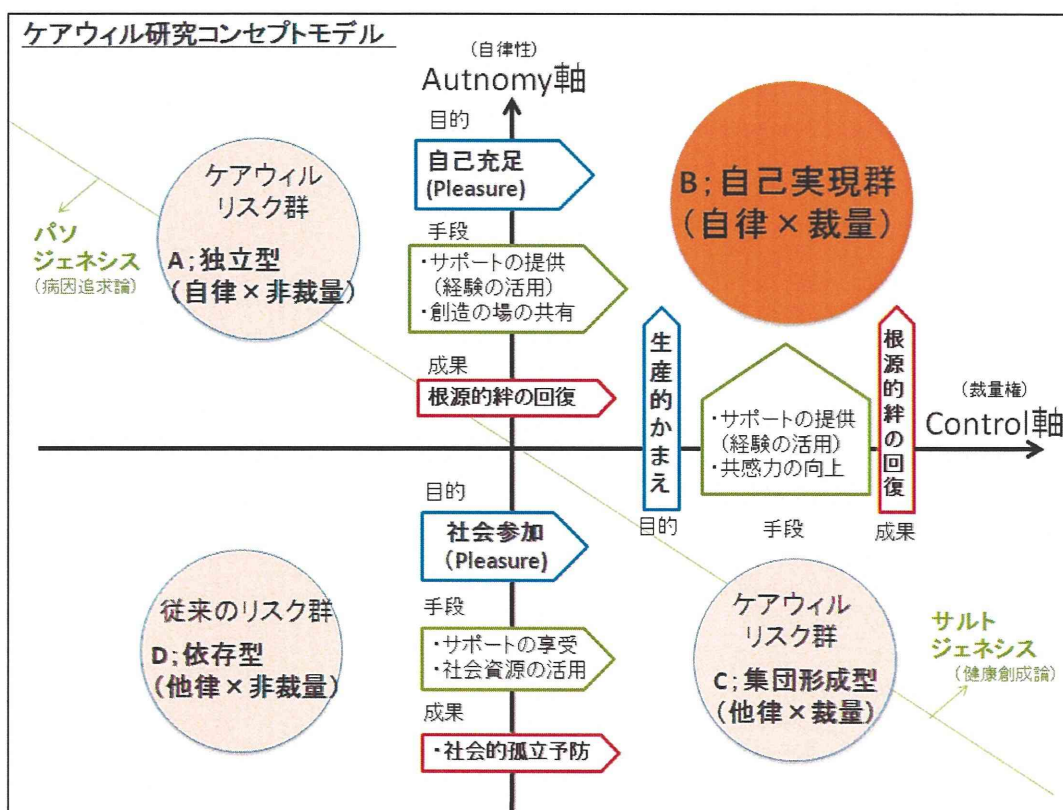 ケアウィル研究コンセプトモデル
(自律性)
Autnomy軸
目的
自己充足
(Pleasure)
手段
・サポートの提供
(経験の活用)
・創造の場の共有
成果
根源的絆の回復
ケアウィル
リスク群
A;独立型
(自律×非裁量)
パソ
ジェネシス
(病因追求論)
B;自己実現群
(自律×裁量)
生産的かまえ
目的
・サポートの提供
(経験の活用)
・共感力の向上
手段
根源的絆の回復
成果
(裁量権)
Control軸
目的
社会参加
(Pleasure)
手段
・サポートの享受
・社会資源の活用
成果
・社会的孤立予防
従来のリスク群
D;依存型
(他律×非裁量)
ケアウィル
リスク群
C;集団形成型
(他律×裁量)
サルト
ジェネシス
(健康創成論)